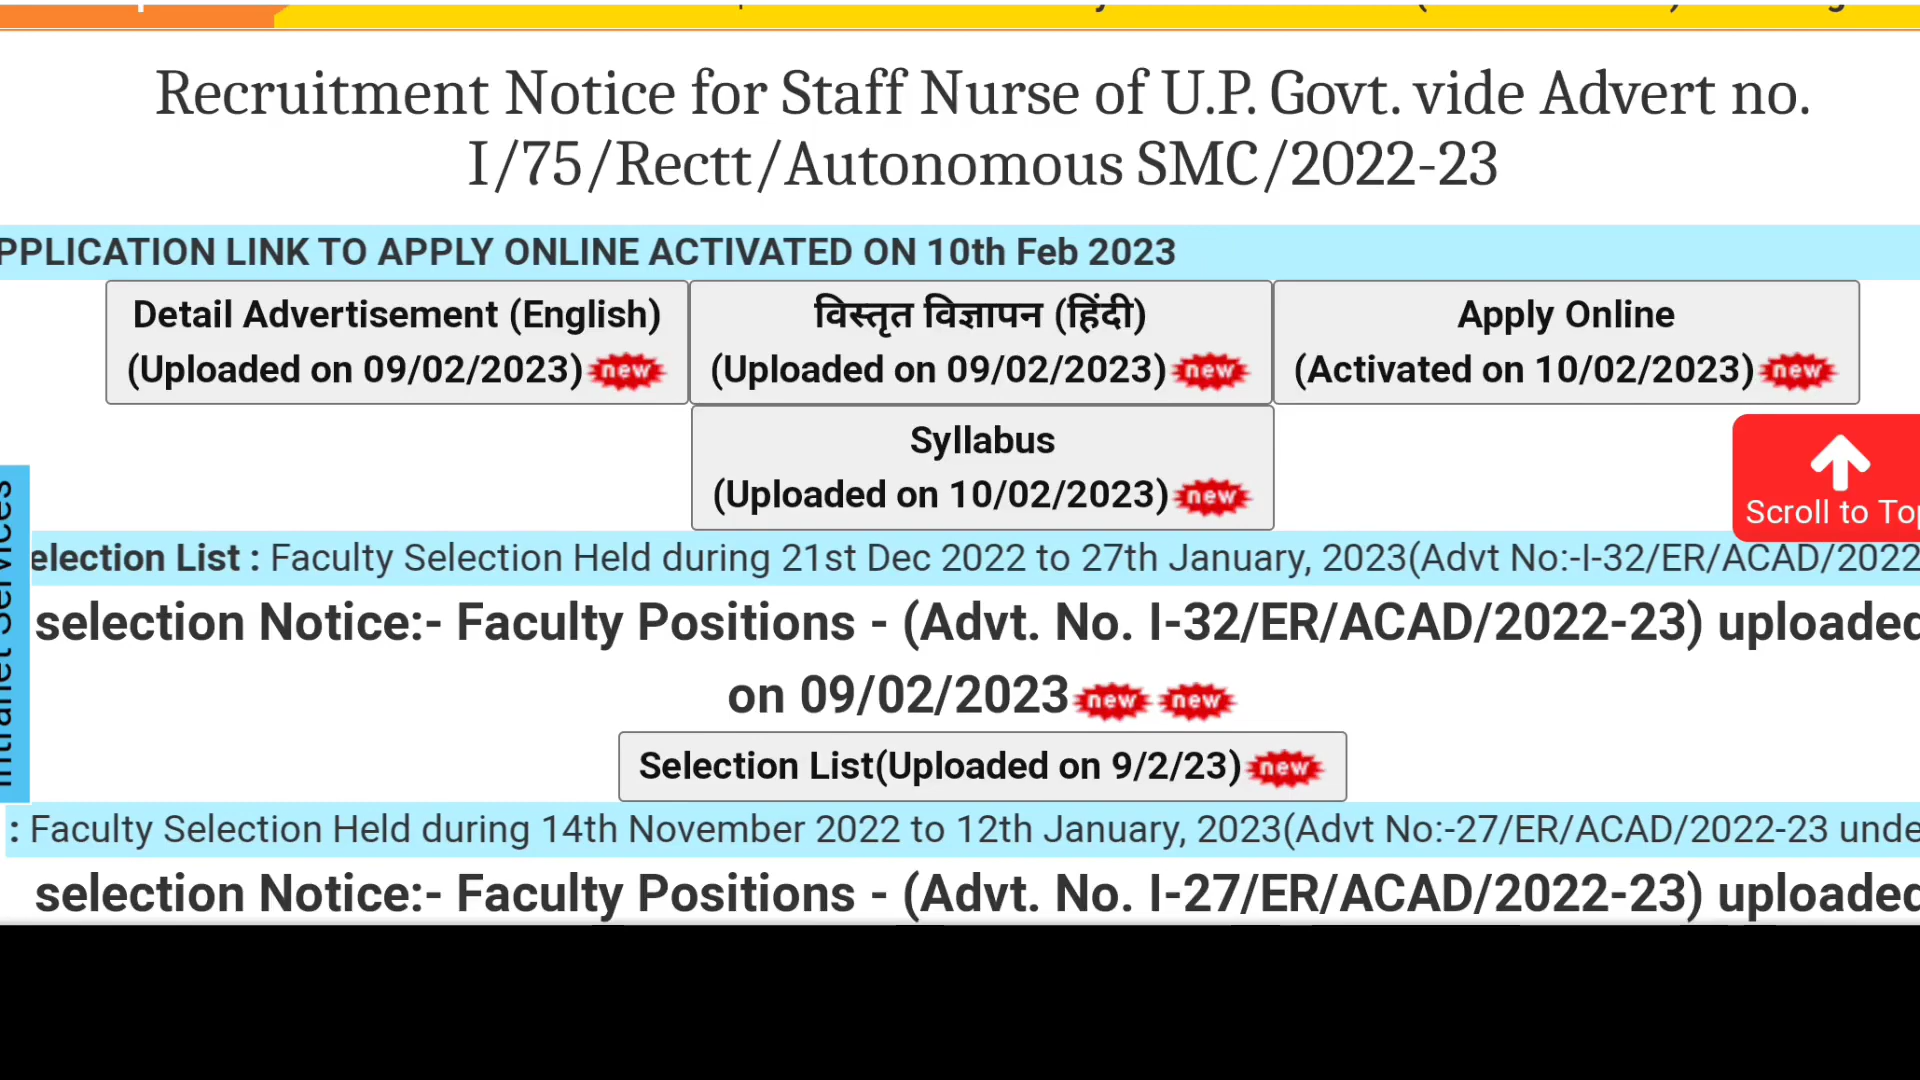 Recruitment Notice for Staff Nurse of U.P. Govt. vide Advert no.
I/75/Rectt/Autonomous SMC/2022-23
PPLICATION LINK TO APPLY ONLINE ACTIVATED ON 10th Feb 2023
Detail Advertisement (English)
(Uploaded on 09/02/2023) new
विस्तृत विज्ञापन (हिंदी)
(Uploaded on 09/02/2023) new
Apply Online
(Activated on 10/02/2023) new
Syllabus
(Uploaded on 10/02/2023) new
Scroll to Top
Intranet Services
election List : Faculty Selection Held during 21st Dec 2022 to 27th January, 2023(Advt No:-I-32/ER/ACAD/2022
selection Notice:- Faculty Positions - (Advt. No. I-32/ER/ACAD/2022-23) uploaded
on 09/02/2023 new new
Selection List(Uploaded on 9/2/23) new
: Faculty Selection Held during 14th November 2022 to 12th January, 2023(Advt No:-27/ER/ACAD/2022-23 unde
selection Notice:- Faculty Positions - (Advt. No. I-27/ER/ACAD/2022-23) uploaded